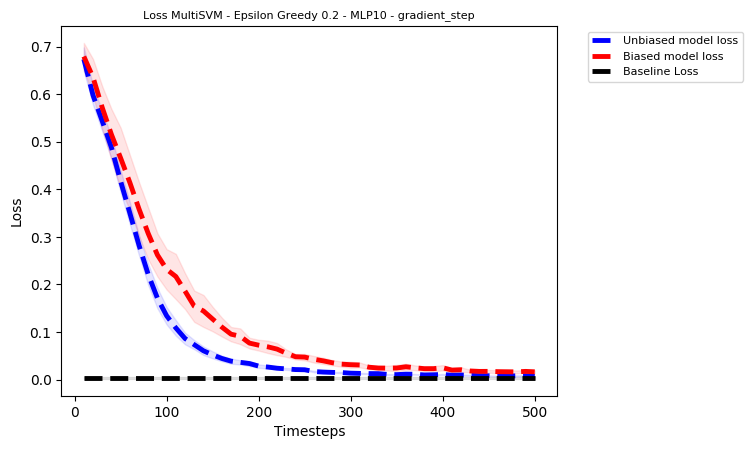 Loss MultiSVM - Epsilon Greedy 0.2 - MLP10 - gradient_step
Unbiased model loss
Biased model loss
Baseline Loss
Loss
0.7
0.6
0.5
0.4
0.3
0.2
0.1
0.0
0 100 200 300 400 500
Timesteps